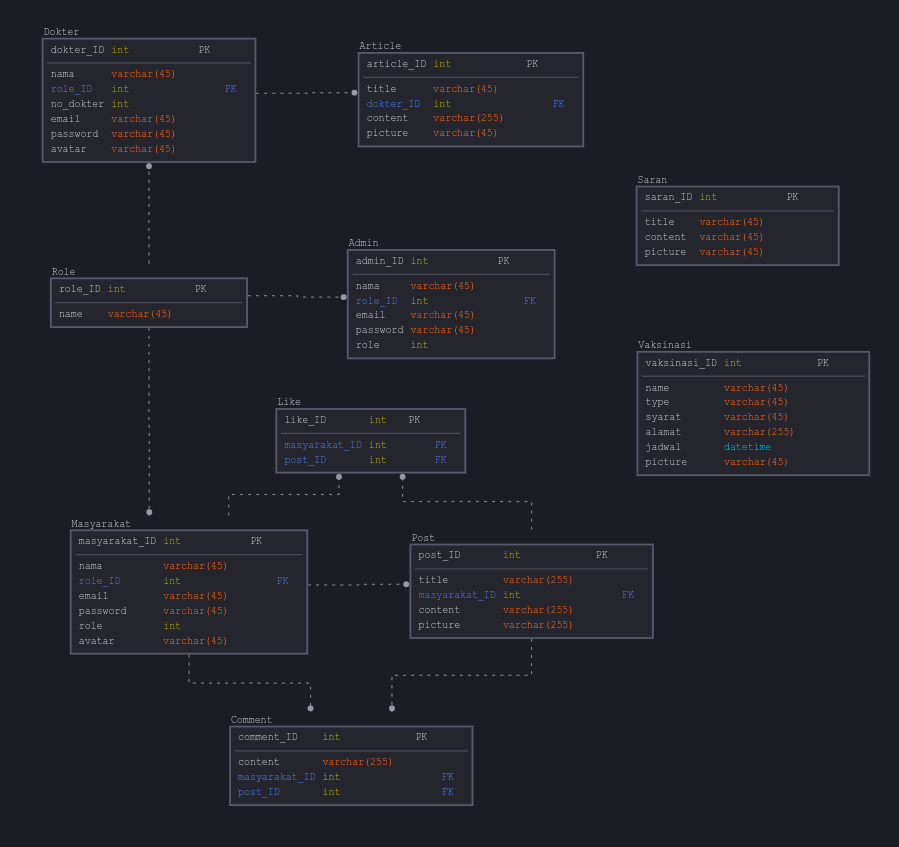 Dokter
dokter_ID int PK
nama varchar(45)
role_ID int FK
no_dokter int
email varchar(45)
password varchar(45)
avatar varchar(45)
Article
article_ID int PK
title varchar(45)
dokter_ID int FK
content varchar(255)
picture varchar(45)
Saran
saran_ID int PK
title varchar(45)
content varchar(45)
picture varchar(45)
Role
role_ID int PK
name varchar(45)
Admin
admin_ID int PK
nama varchar(45)
role_ID int FK
email varchar(45)
password varchar(45)
role int
Vaksinasi
vaksinasi_ID int PK
name varchar(45)
type varchar(45)
syarat varchar(45)
alamat varchar(255)
jadwal datetime
picture varchar(45)
Like
like_ID int PK
masyarakat_ID int FK
post_ID int FK
Masyarakat
masyarakat_ID int PK
nama varchar(45)
role_ID int FK
email varchar(45)
password varchar(45)
role int
avatar varchar(45)
Post
post_ID int PK
title varchar(255)
masyarakat_ID int FK
content varchar(255)
picture varchar(255)
Comment
comment_ID int PK
content varchar(255)
masyarakat_ID int FK
post_ID int FK